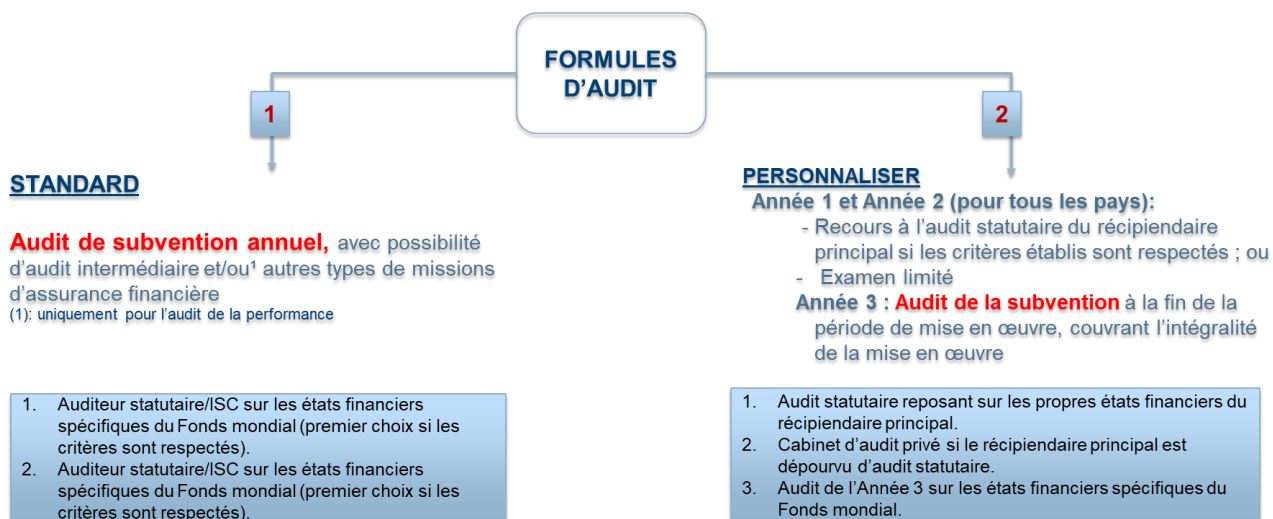 FORMULES
D'AUDIT
1
STANDARD
Audit de subvention annuel, avec possibilité
d'audit intermédiaire et/ou¹ autres types de missions
d'assurance financière
(1): uniquement pour l'audit de la performance
1. Auditeur statutaire/ISC sur les états financiers
spécifiques du Fonds mondial (premier choix si les
critères sont respectés).
2. Auditeur statutaire/ISC sur les états financiers
spécifiques du Fonds mondial (premier choix si les
critères sont respectés).
2
PERSONNALISER
Année 1 et Année 2 (pour tous les pays):
- Recours à l'audit statutaire du récipiendaire
principal si les critères établis sont respectés ; ou
- Examen limité
Année 3 : Audit de la subvention à la fin de la
période de mise en œuvre, couvrant l'intégralité
de la mise en œuvre
1. Audit statutaire reposant sur les propres états financiers du
récipiendaire principal.
2. Cabinet d'audit privé si le récipiendaire principal est
dépourvu d'audit statutaire.
3. Audit de l'Année 3 sur les états financiers spécifiques du
Fonds mondial.